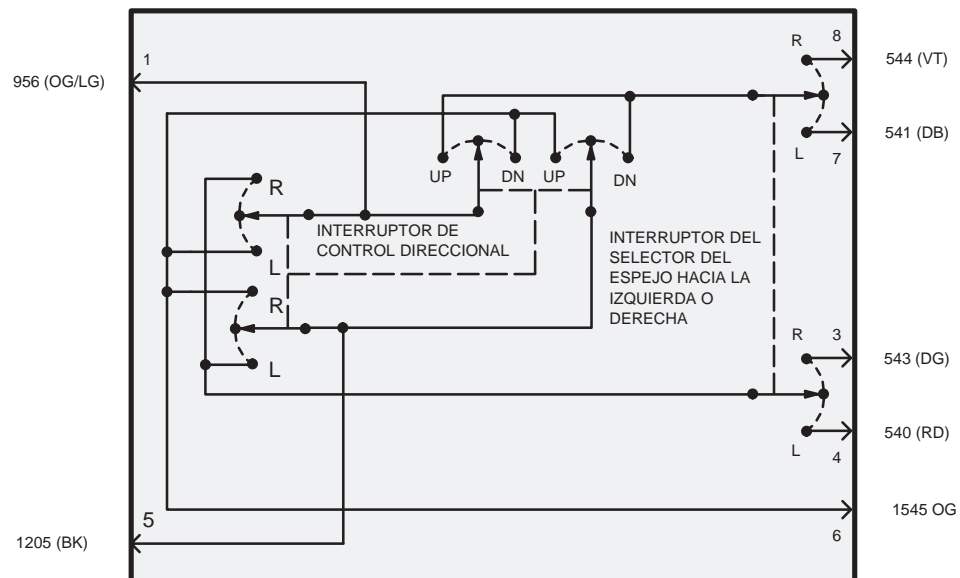 R
8
544 (VT)
1
956 (OG/LG)
541 (DB)
L
7
UP
DN
UP
DN
R
INTERRUPTOR DE
CONTROL DIRECCIONAL
L
INTERRUPTOR DEL
SELECTOR DEL
ESPEJO HACIA LA
IZQUIERDA O
DERECHA
R
L
R
3
543 (DG)
540 (RD)
L
4
1545 OG
6
5
1205 (BK)